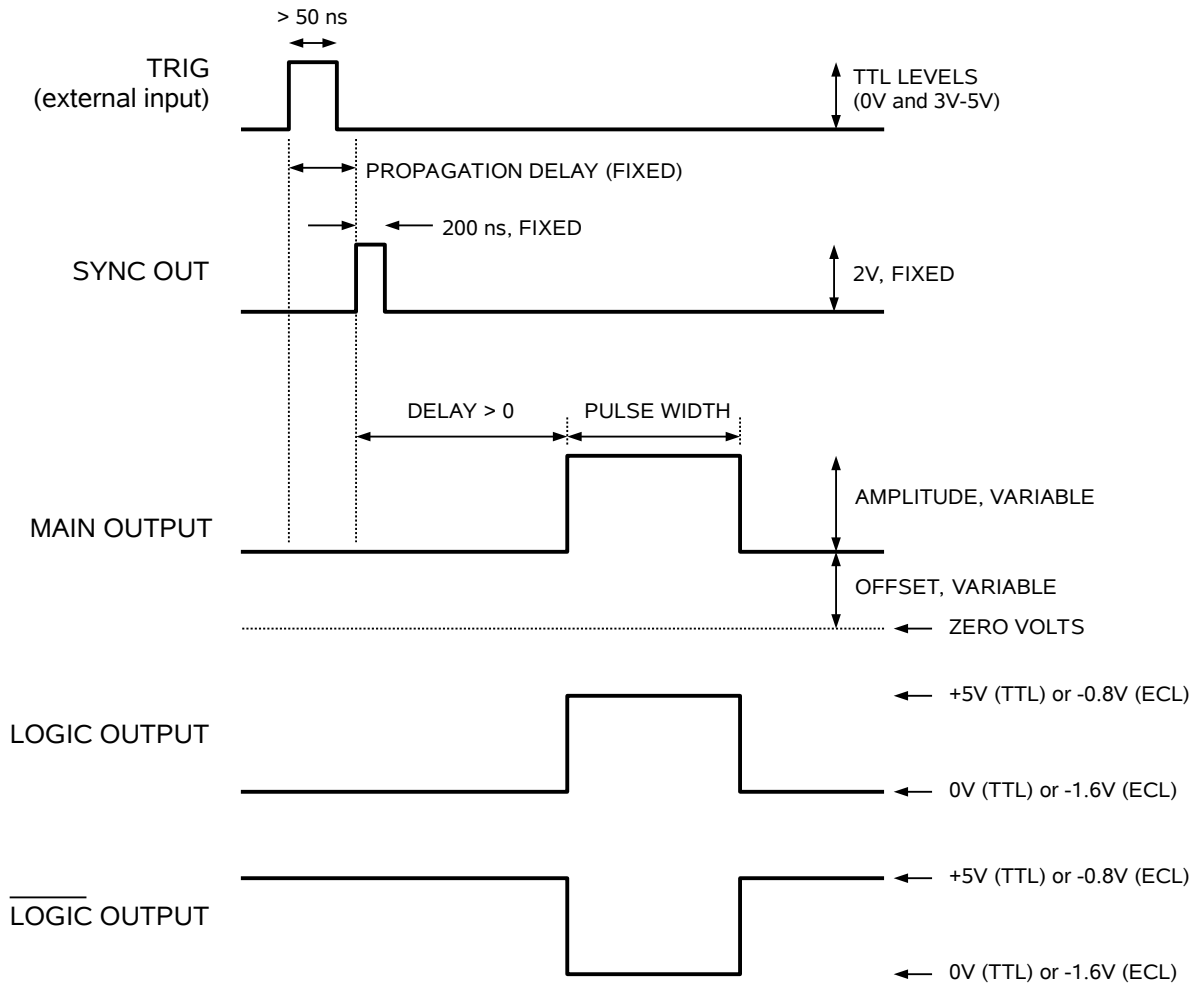 > 50 ns
TRIG
(external input)
TTL LEVELS
(0V and 3V-5V)
PROPAGATION DELAY (FIXED)
200 ns, FIXED
SYNC OUT
2V, FIXED
DELAY > 0
PULSE WIDTH
AMPLITUDE, VARIABLE
MAIN OUTPUT
OFFSET, VARIABLE
ZERO VOLTS
+5V (TTL) or -0.8V (ECL)
LOGIC OUTPUT
0V (TTL) or -1.6V (ECL)
+5V (TTL) or -0.8V (ECL)
LOGIC OUTPUT
0V (TTL) or -1.6V (ECL)